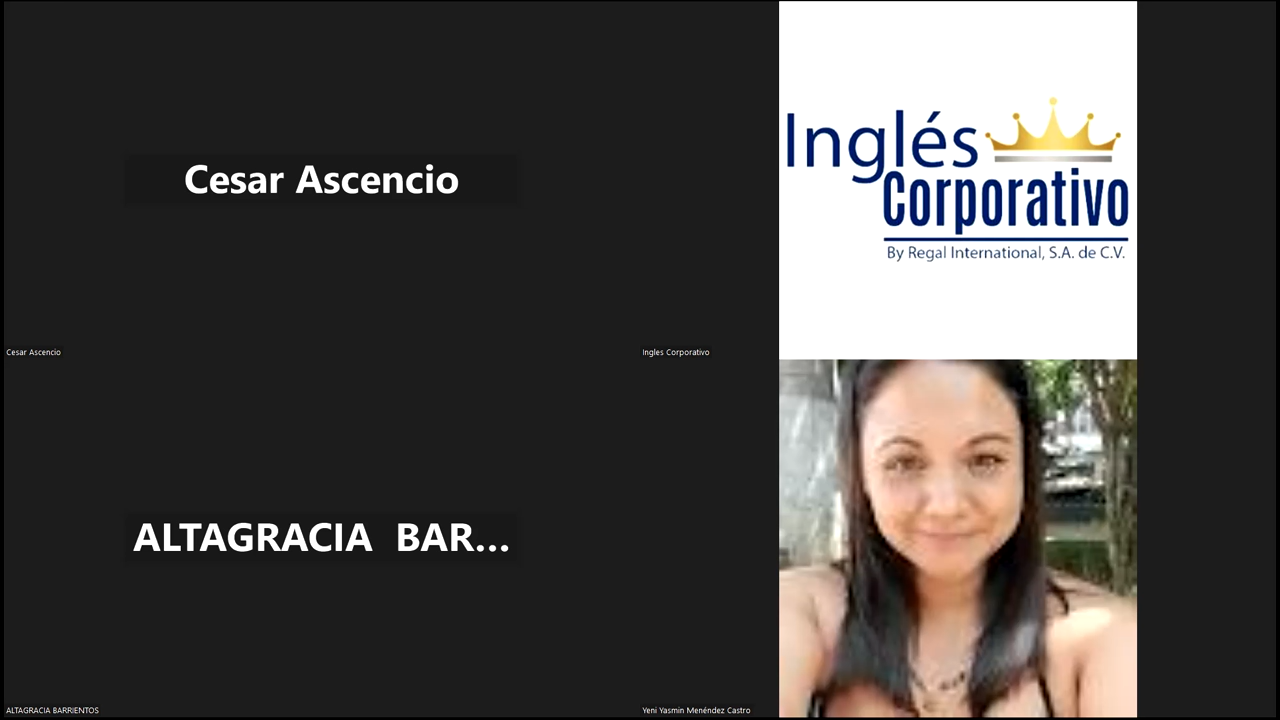 Cesar Ascencio
Inglés
Corporativo
By Regal International, S.A. de C.V.
Cesar Ascencio
Ingles Corporativo
ALTAGRACIA BAR...
ALTAGRACIA BARRIENTOS
Yeni Yasmin Menéndez Castro